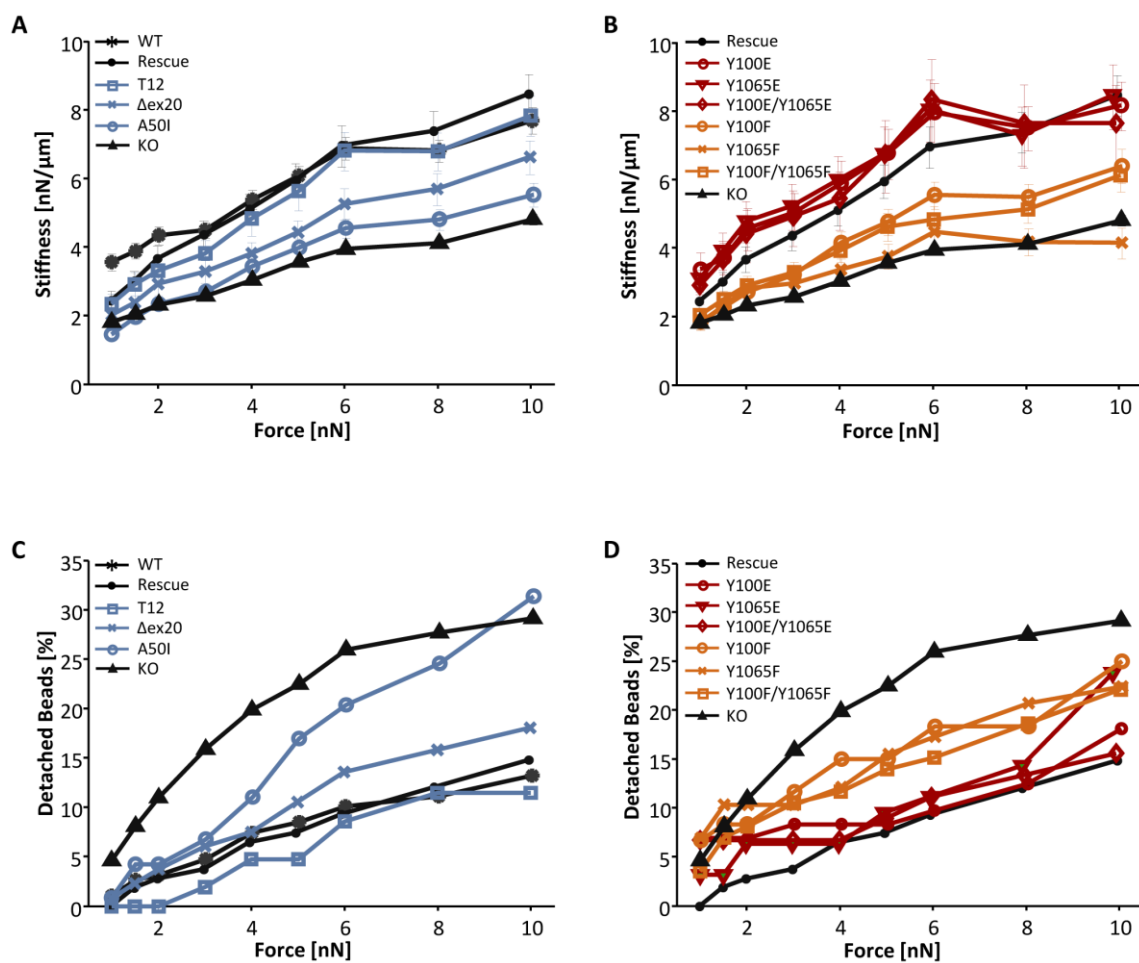 A
WT
Rescue
T12
Δex20
A50I
KO
Stiffness [nN/µm]
10
8
6
4
2
0
2 4 6 8 10
Force [nN]
B
Rescue
Y100E
Y1065E
Y100E/Y1065E
Y100F
Y1065F
Y100F/Y1065F
KO
Stiffness [nN/µm]
10
8
6
4
2
0
2 4 6 8 10
Force [nN]
C
WT
Rescue
T12
Δex20
A50I
KO
Detached Beads [%]
35
30
25
20
15
10
5
0
2 4 6 8 10
Force [nN]
D
Rescue
Y100E
Y1065E
Y100E/Y1065E
Y100F
Y1065F
Y100F/Y1065F
KO
Detached Beads [%]
35
30
25
20
15
10
5
0
2 4 6 8 10
Force [nN]